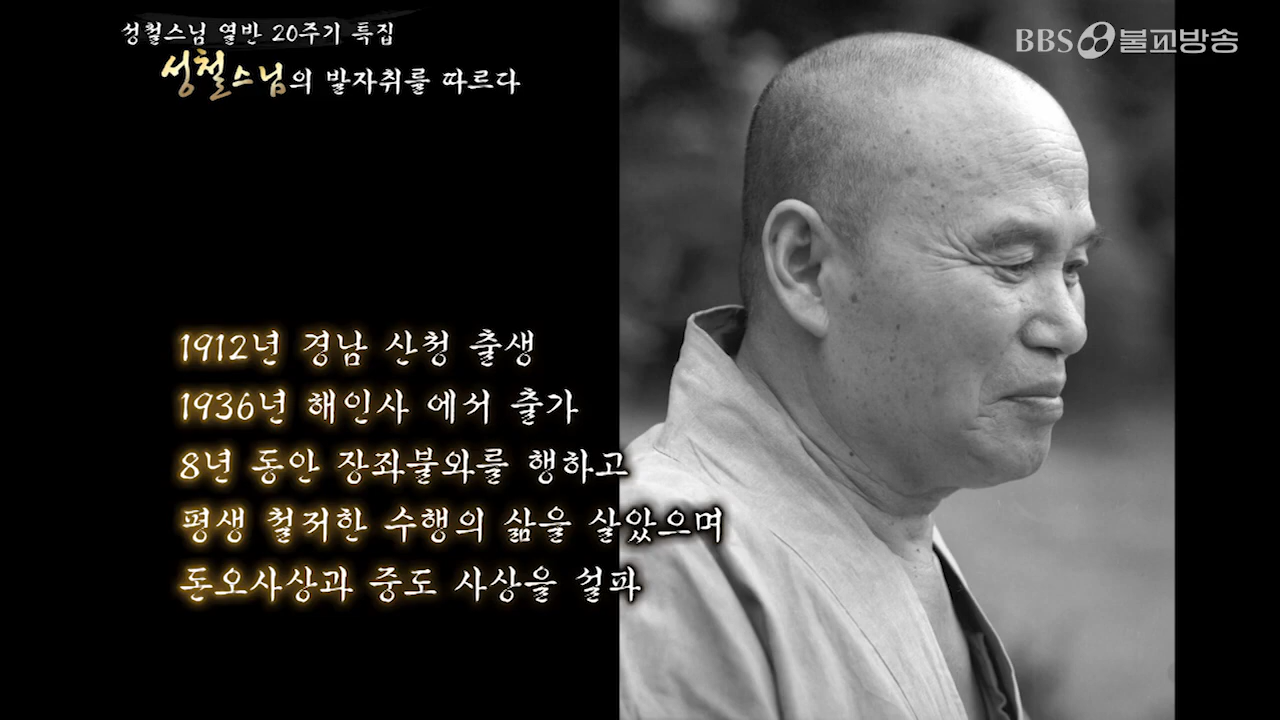 성철스님 열반 20주기 특집
성철스님의 발자취를 따르다
BBS 불교방송
1912년 경남 산청 출생
1936년 해인사 에서 출가
8년 동안 장좌불와를 행하고
평생 철저한 수행의 삶을 살았으며
돈오사상과 중도 사상을 설파